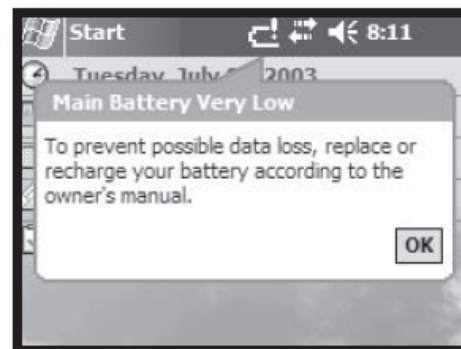 Start 8:11
Tuesday, July 2003
Main Battery Very Low
To prevent possible data loss, replace or
recharge your battery according to the
owner's manual.
OK